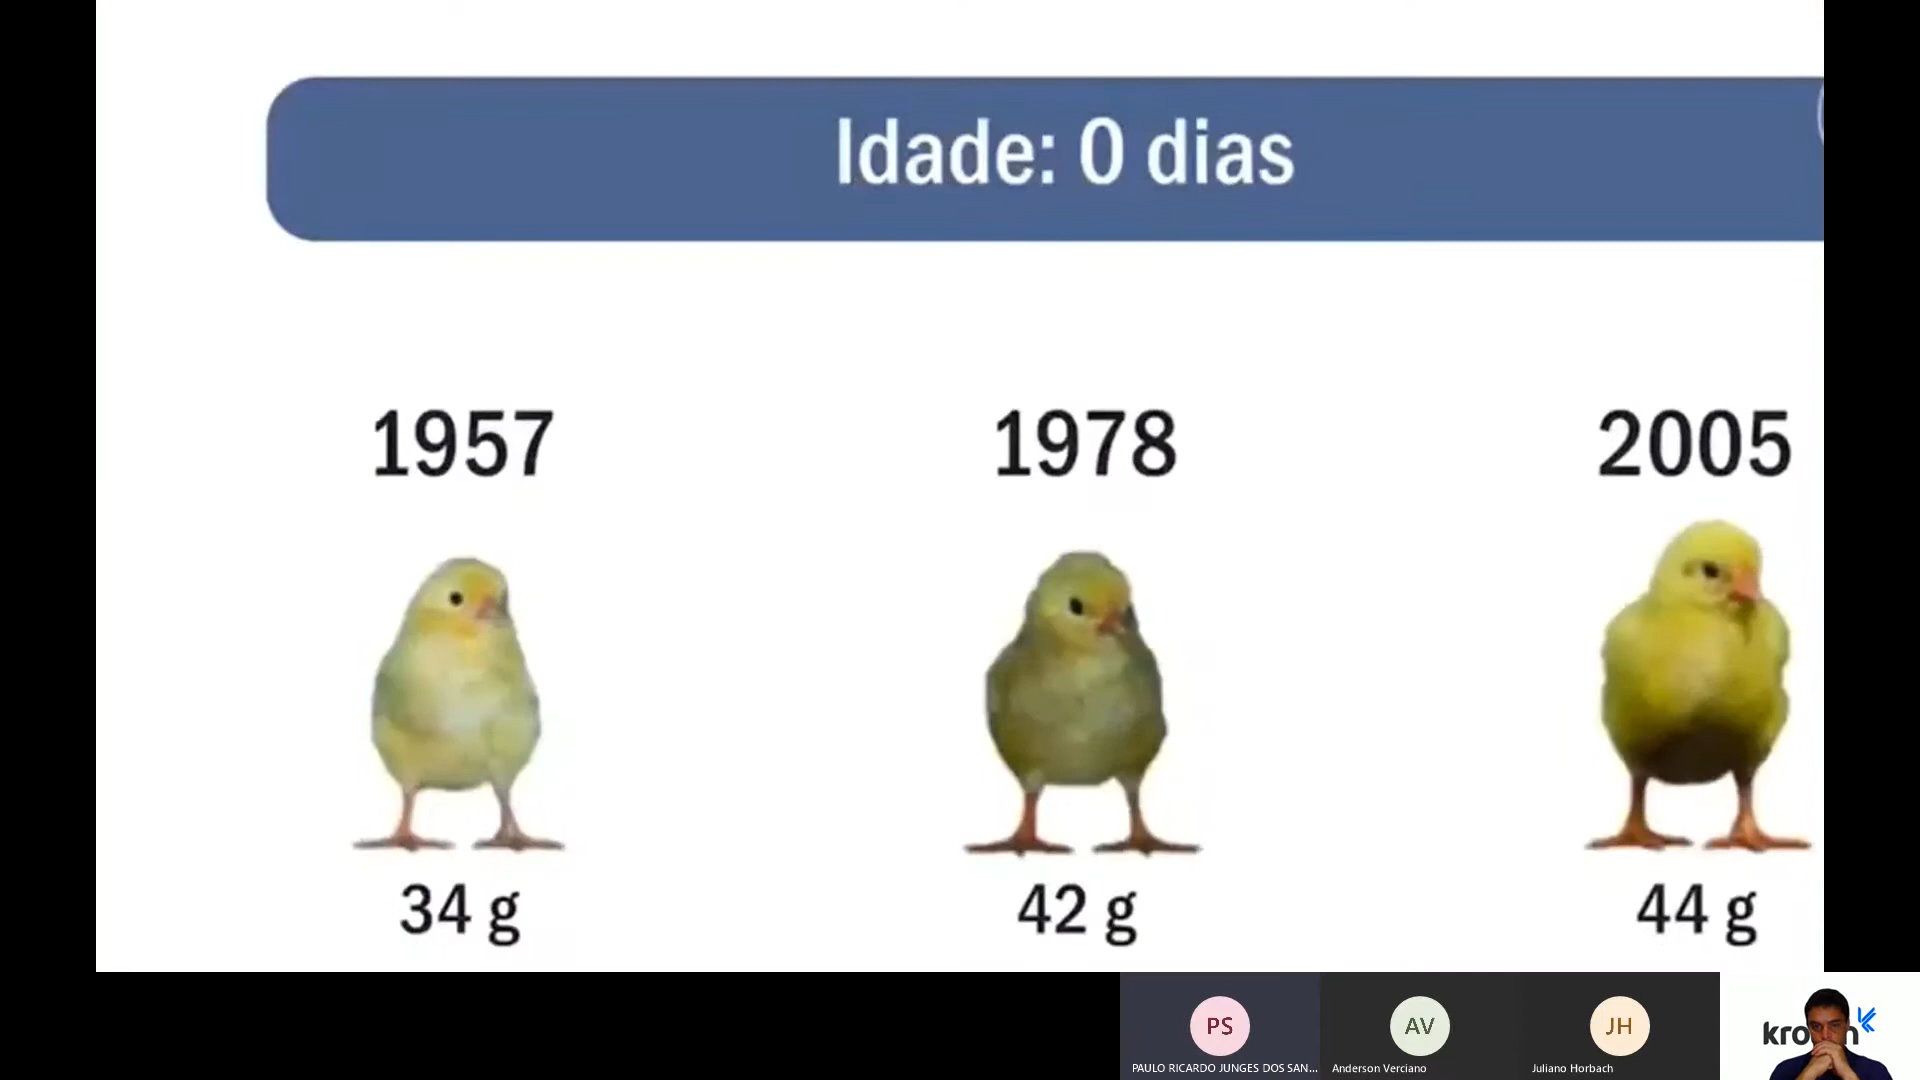 Idade: 0 dias
1957
1978
2005
34 g
42 g
44 g
PS
AV
JH
PAULO RICARDO JUNGES DOS SAN...
Anderson Verciano
Juliano Horbach